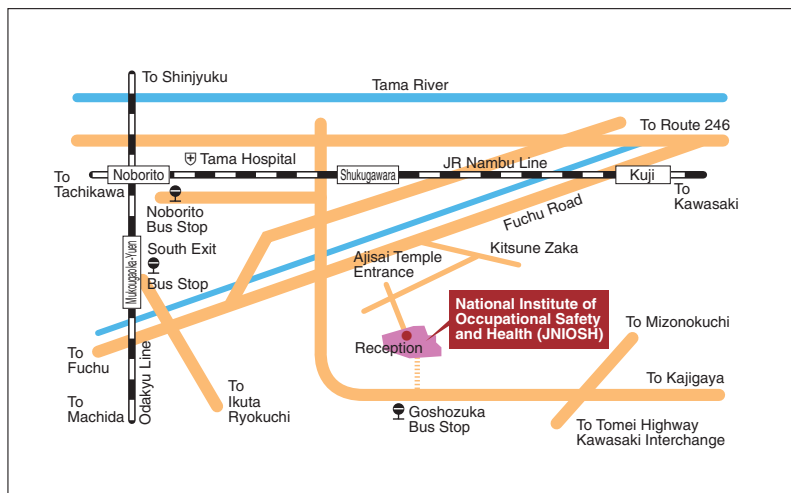 To Shinjyuku
Tama River
To Route 246
Tama Hospital
JR Nambu Line
To
Tachikawa
Noborito
Shukugawara
Kuji
To
Kawasaki
Noborito
Bus Stop
Fuchu Road
Mukougaoka-Yuen
South Exit
Bus Stop
Kitsune Zaka
Ajisai Temple
Entrance
National Institute of
Occupational Safety
and Health (JNIOSH)
To Mizonokuchi
Reception
To
Fuchu
Odakyu Line
To
Ikuta
Ryokuchi
To Kajigaya
To
Machida
Goshozuka
Bus Stop
To Tomei Highway
Kawasaki Interchange